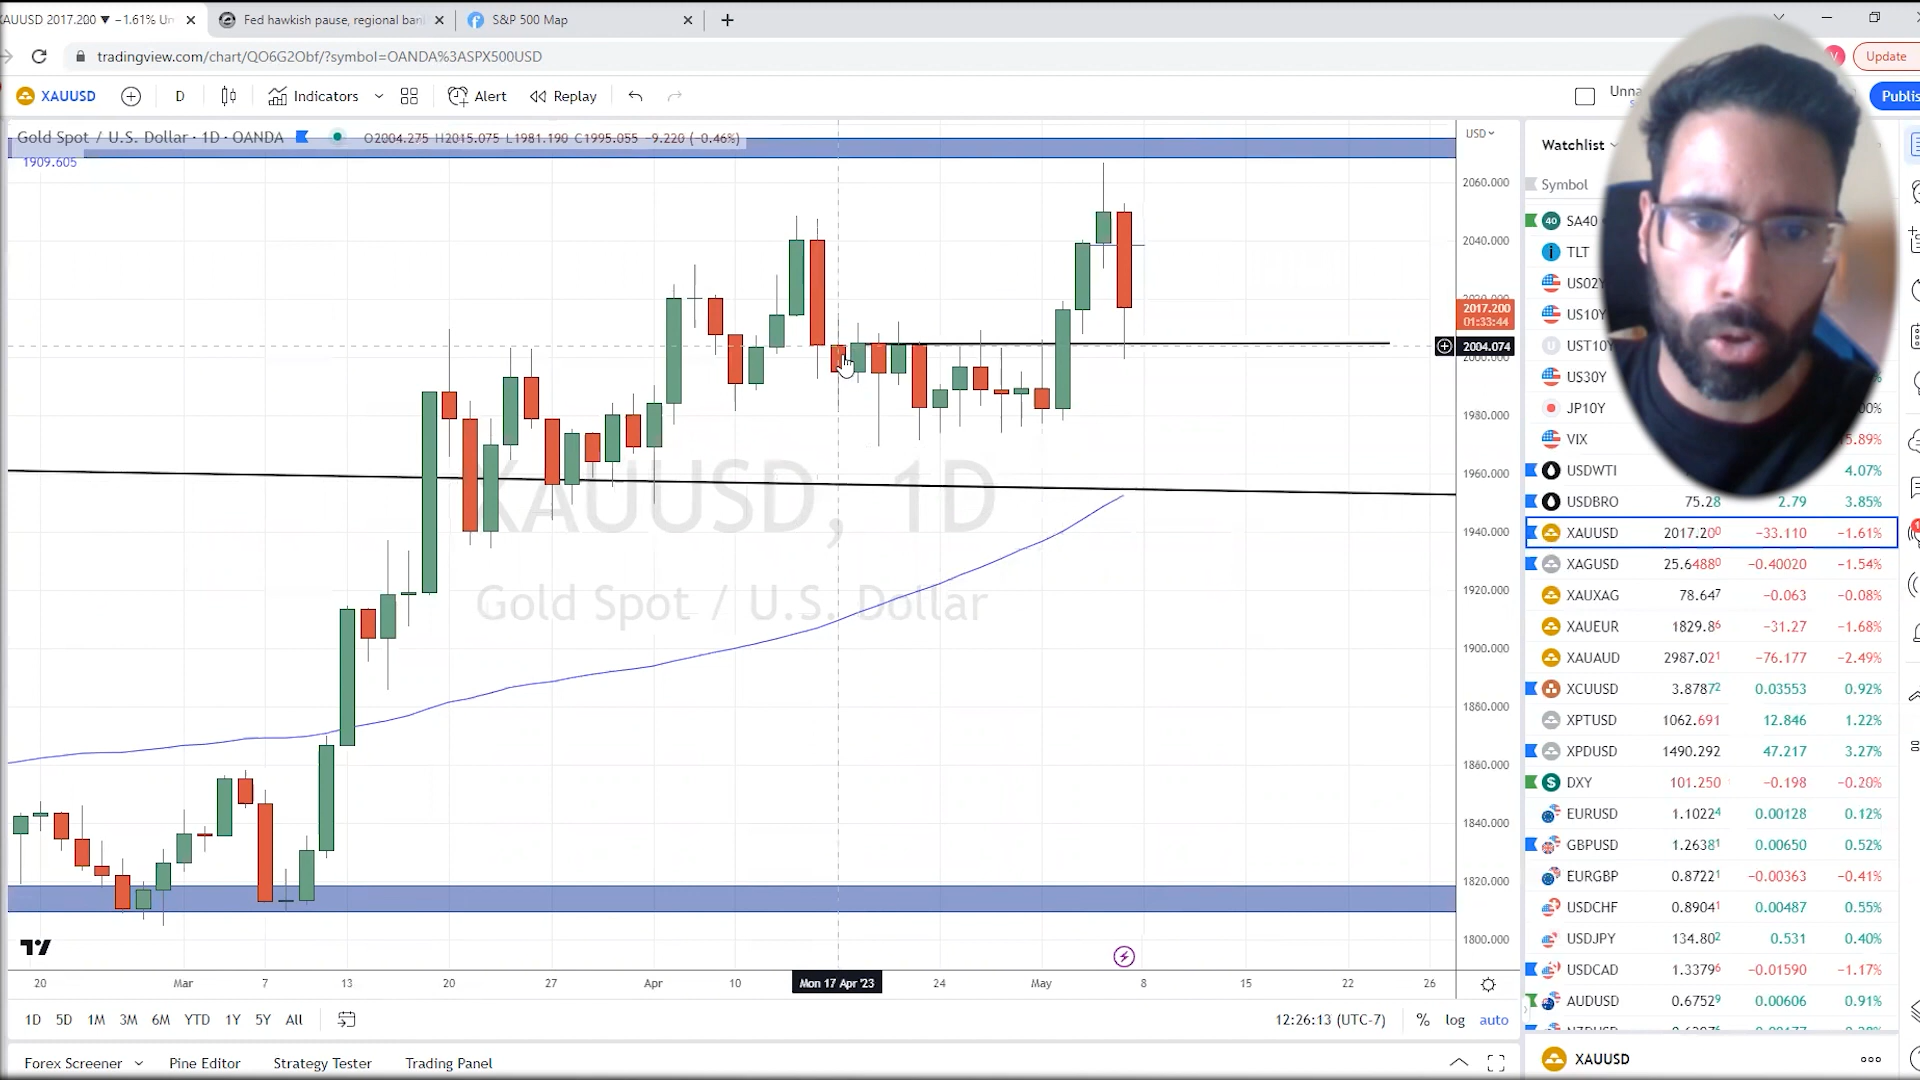 XAUUSD 2017.200 ▼ −1.61% Un
Fed hawkish pause, regional ban
S&P 500 Map
tradingview.com/chart/QO6G2Obf/?symbol=OANDA%3ASPX500USD
Update
XAUUSD
D
Indicators
Alert
Replay
Unna
Publis
Gold Spot / U.S. Dollar · 1D · OANDA
O2004.275 H2015.075 L1981.190 C1995.055 −9.220 (−0.46%)
1909.605
USD
2060.000
2040.000
2020.000
2017.200
01:33:44
2004.074
2000.000
1980.000
1960.000
1940.000
1920.000
1900.000
1880.000
1860.000
1840.000
1820.000
1800.000
XAUUSD, 1D
Gold Spot / U.S. Dollar
20
Mar
7
13
20
27
Apr
10
Mon 17 Apr '23
24
May
8
15
22
26
1D 5D 1M 3M 6M YTD 1Y 5Y All
12:26:13 (UTC-7)
% log auto
Forex Screener
Pine Editor
Strategy Tester
Trading Panel
Watchlist
Symbol
40 SA40
TLT
US02Y
US10Y
UST10Y
US30Y
JP10Y
VIX 5.89%
USDWTI 4.07%
USDBRO 75.28 2.79 3.85%
XAUUSD 2017.200 −33.110 −1.61%
XAGUSD 25.64880 −0.40020 −1.54%
XAUXAG 78.647 −0.063 −0.08%
XAUEUR 1829.86 −31.27 −1.68%
XAUAUD 2987.021 −76.177 −2.49%
XCUUSD 3.87872 0.03553 0.92%
XPTUSD 1062.691 12.846 1.22%
XPDUSD 1490.292 47.217 3.27%
DXY 101.250 −0.198 −0.20%
EURUSD 1.10224 0.00128 0.12%
GBPUSD 1.26381 0.00650 0.52%
EURGBP 0.87221 −0.00363 −0.41%
USDCHF 0.89041 0.00487 0.55%
USDJPY 134.802 0.531 0.40%
USDCAD 1.33796 −0.01590 −1.17%
AUDUSD 0.67529 0.00606 0.91%
XAUUSD